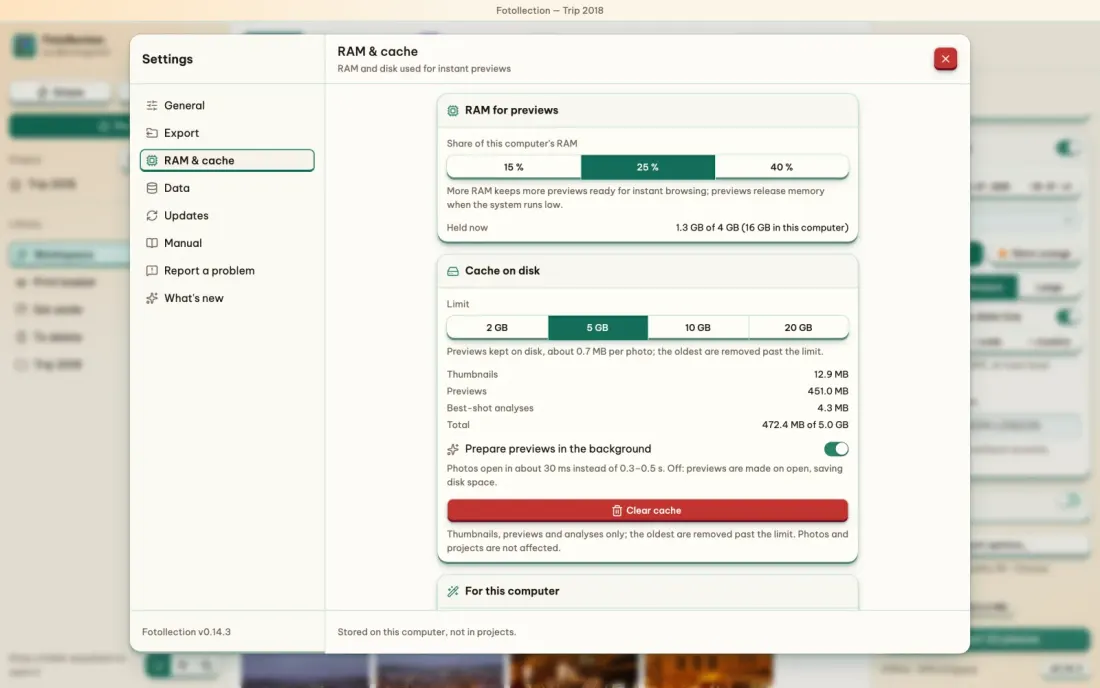 Fotollection — Trip 2018
Settings
General
Export
RAM & cache
Data
Updates
Manual
Report a problem
What's new
Fotollection v0.14.3
RAM & cache
RAM and disk used for instant previews
RAM for previews
Share of this computer's RAM
15 % 25 % 40 %
More RAM keeps more previews ready for instant browsing; previews release memory
when the system runs low.
Held now 1.3 GB of 4 GB (16 GB in this computer)
Cache on disk
Limit
2 GB 5 GB 10 GB 20 GB
Previews kept on disk, about 0.7 MB per photo; the oldest are removed past the limit.
Thumbnails 12.9 MB
Previews 451.0 MB
Best-shot analyses 4.3 MB
Total 472.4 MB of 5.0 GB
Prepare previews in the background
Photos open in about 30 ms instead of 0.3–0.5 s. Off: previews are made on open, saving
disk space.
Clear cache
Thumbnails, previews and analyses only; the oldest are removed past the limit. Photos and
projects are not affected.
For this computer
Stored on this computer, not in projects.